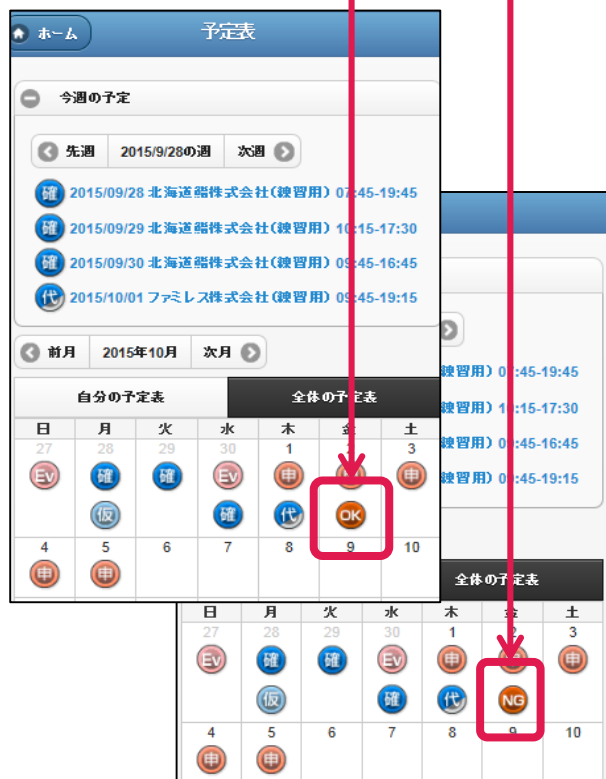 ホーム
予定表
今週の予定
先週 2015/9/28の週 次週
確 2015/09/28 北海道酪株式会社(練習用) 07:45-19:45
確 2015/09/29 北海道酪株式会社(練習用) 10:15-17:30
確 2015/09/30 北海道酪株式会社(練習用) 09:45-16:45
代 2015/10/01 ファミレス株式会社(練習用) 09:45-19:15
前月 2015年10月 次月
自分の予定表 全体の予定表
日 月 火 水 木 金 土
27 28 29 30 1 2 3
Ev 確 確 Ev 申 申 申
仮 確 代 OK
4 5 6 7 8 9 10
申 申
練習用) 07:45-19:45
練習用) 10:15-17:30
練習用) 09:45-16:45
練習用) 09:45-19:15
全体の予定表
日 月 火 水 木 金 土
27 28 29 30 1 2 3
Ev 確 確 Ev 申 申 申
仮 確 代 NG
4 5 6 7 8 9 10
申 申